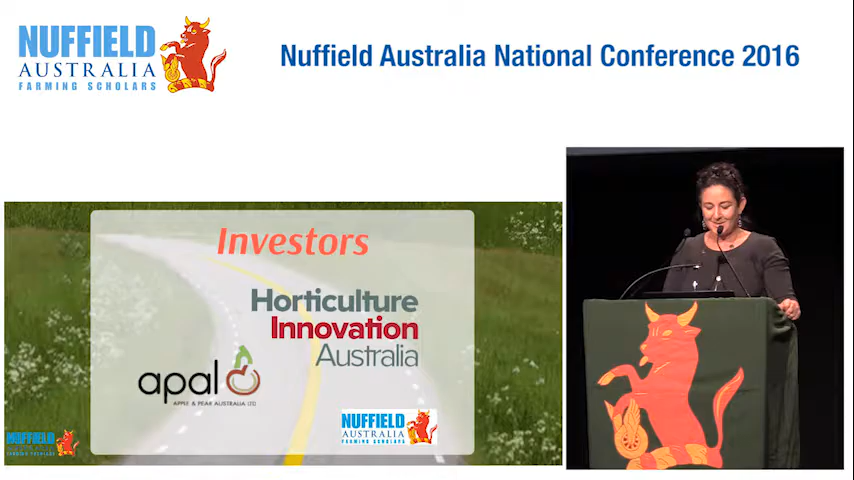 NUFFIELD
AUSTRALIA
FARMING SCHOLARS
Nuffield Australia National Conference 2016
Investors
Horticulture
Innovation
Australia
apal
APPLE & PEAR AUSTRALIA LTD
NUFFIELD
AUSTRALIA
FARMING SCHOLARS
NUFFIELD
AUSTRALIA
FARMING SCHOLARS